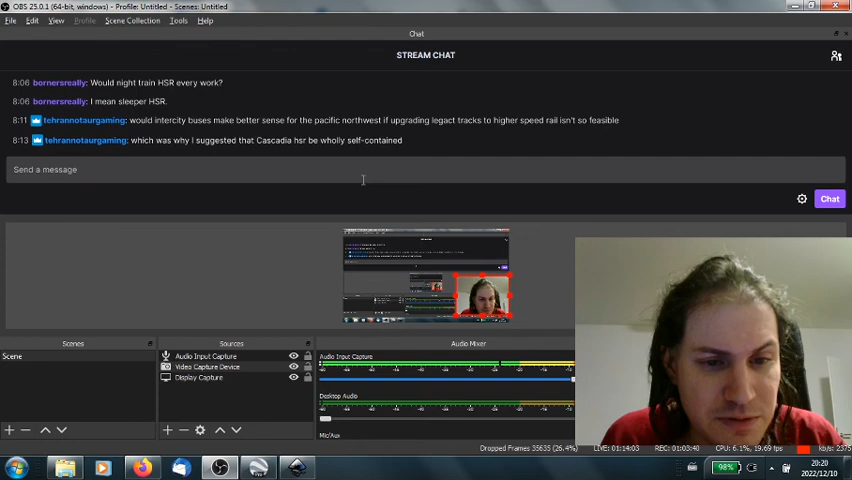 OBS 25.0.1 (64-bit, windows) - Profile: Untitled - Scenes: Untitled
File Edit View Profile Scene Collection Tools Help
Chat
STREAM CHAT
8:06 bornersreally: Would night train HSR every work?
8:06 bornersreally: I mean sleeper HSR.
8:11 tehrannotaurgaming: would intercity buses make better sense for the pacific northwest if upgrading legact tracks to higher speed rail isn't so feasible
8:13 tehrannotaurgaming: which was why I suggested that Cascadia hsr be wholly self-contained
Send a message
Chat
Scenes Sources Audio Mixer
Scene
Audio Input Capture
Video Capture Device
Display Capture
Audio Input Capture
Desktop Audio
Mic/Aux
Dropped Frames 35635 (26.4%) LIVE: 01:14:03 REC: 01:03:40 CPU: 6.1%, 19.69 fps kb/s: 2375
98% 20:20
2022/12/10